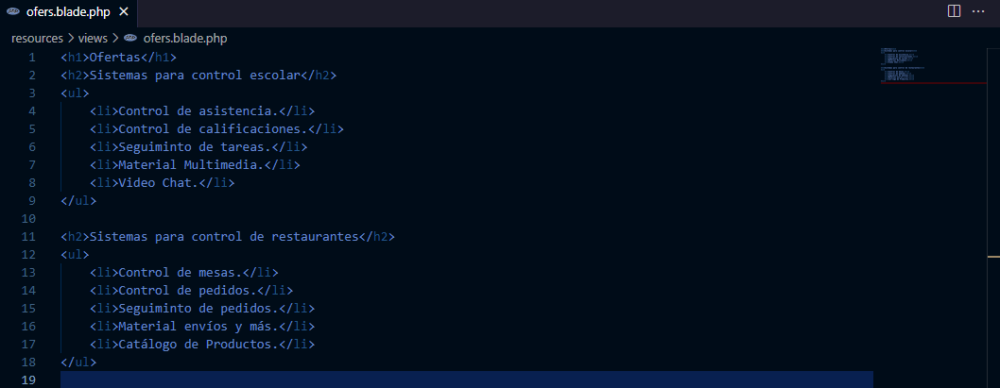 ofers.blade.php
resources > views > ofers.blade.php
1 <h1>Ofertas</h1>
2 <h2>Sistemas para control escolar</h2>
3 <ul>
4 <li>Control de asistencia.</li>
5 <li>Control de calificaciones.</li>
6 <li>Seguiminto de tareas.</li>
7 <li>Material Multimedia.</li>
8 <li>Video Chat.</li>
9 </ul>
10
11 <h2>Sistemas para control de restaurantes</h2>
12 <ul>
13 <li>Control de mesas.</li>
14 <li>Control de pedidos.</li>
15 <li>Seguiminto de pedidos.</li>
16 <li>Material envíos y más.</li>
17 <li>Catálogo de Productos.</li>
18 </ul>
19